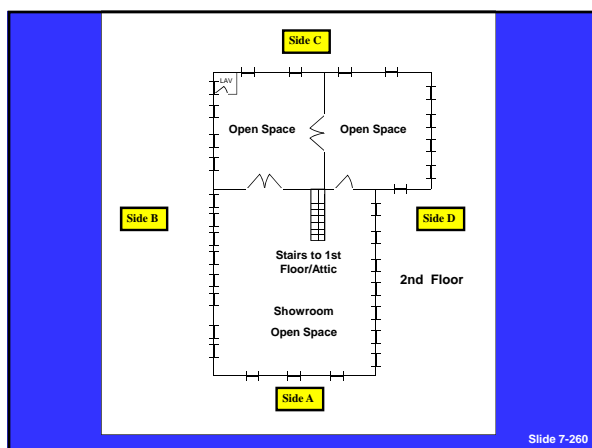 Side C
LAV
Open Space
Open Space
Side B
Side D
Stairs to 1st
Floor/Attic
2nd Floor
Showroom
Open Space
Side A
Slide 7-260